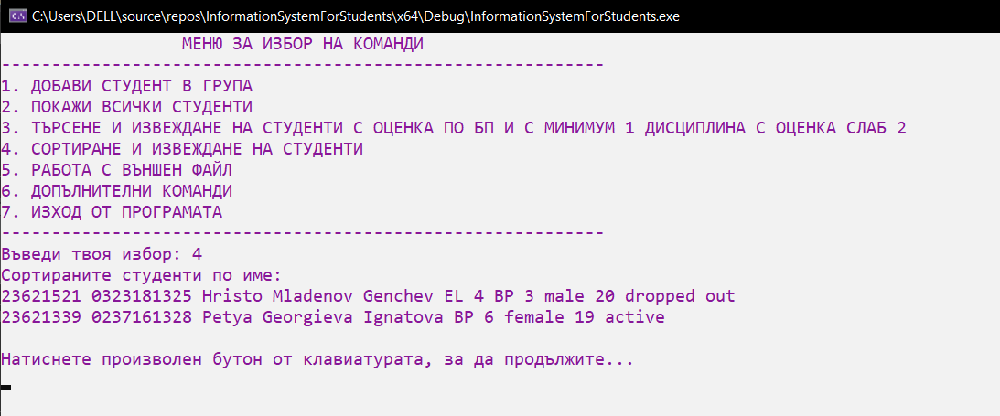 C:\Users\DELL\source\repos\InformationSystemForStudents\x64\Debug\InformationSystemForStudents.exe
МЕНЮ ЗА ИЗБОР НА КОМАНДИ
------------------------------------------------------------
1. ДОБАВИ СТУДЕНТ В ГРУПА
2. ПОКАЖИ ВСИЧКИ СТУДЕНТИ
3. ТЪРСЕНЕ И ИЗВЕЖДАНЕ НА СТУДЕНТИ С ОЦЕНКА ПО БП И С МИНИМУМ 1 ДИСЦИПЛИНА С ОЦЕНКА СЛАБ 2
4. СОРТИРАНЕ И ИЗВЕЖДАНЕ НА СТУДЕНТИ
5. РАБОТА С ВЪНШЕН ФАЙЛ
6. ДОПЪЛНИТЕЛНИ КОМАНДИ
7. ИЗХОД ОТ ПРОГРАМАТА
------------------------------------------------------------
Въведи твоя избор: 4
Сортираните студенти по име:
23621521 0323181325 Hristo Mladenov Genchev EL 4 BP 3 male 20 dropped out
23621339 0237161328 Petya Georgieva Ignatova BP 6 female 19 active
Натиснете произволен бутон от клавиатурата, за да продължите...